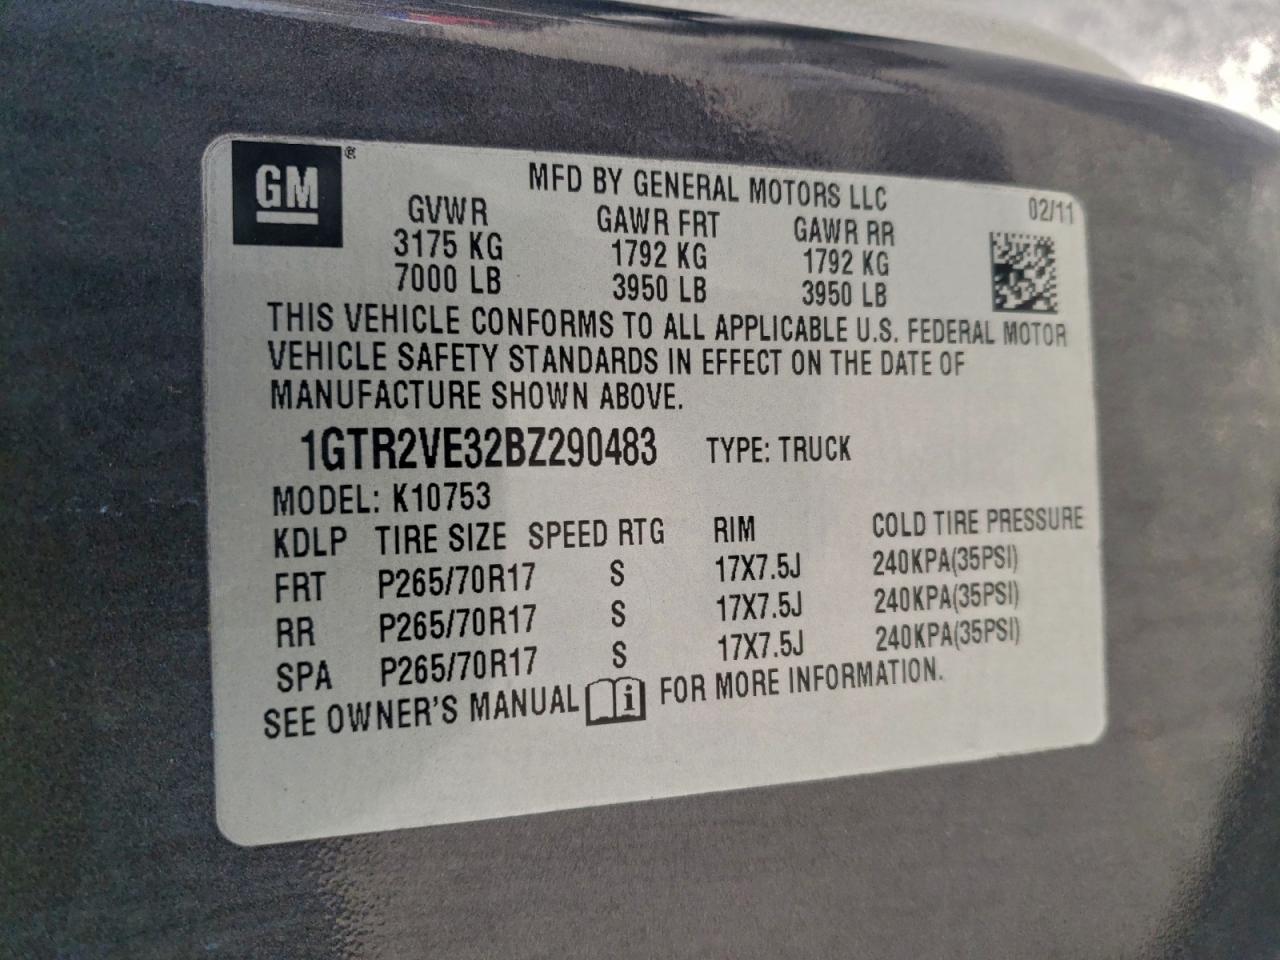 GM ®
MFD BY GENERAL MOTORS LLC
02/11
GVWR GAWR FRT GAWR RR
3175 KG 1792 KG 1792 KG
7000 LB 3950 LB 3950 LB
THIS VEHICLE CONFORMS TO ALL APPLICABLE U.S. FEDERAL MOTOR
VEHICLE SAFETY STANDARDS IN EFFECT ON THE DATE OF
MANUFACTURE SHOWN ABOVE.
1GTR2VE32BZ290483 TYPE: TRUCK
MODEL: K10753
KDLP TIRE SIZE SPEED RTG RIM COLD TIRE PRESSURE
FRT P265/70R17 S 17X7.5J 240KPA(35PSI)
RR P265/70R17 S 17X7.5J 240KPA(35PSI)
SPA P265/70R17 S 17X7.5J 240KPA(35PSI)
SEE OWNER'S MANUAL i FOR MORE INFORMATION.